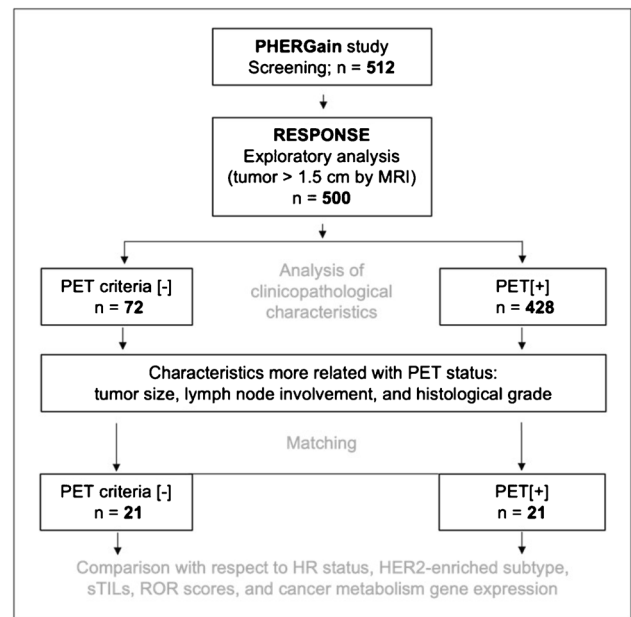 PHERGain study
Screening; n = 512
RESPONSE
Exploratory analysis
(tumor > 1.5 cm by MRI)
n = 500
PET criteria [-]
n = 72
Analysis of
clinicopathological
characteristics
PET[+]
n = 428
Characteristics more related with PET status:
tumor size, lymph node involvement, and histological grade
Matching
PET criteria [-]
n = 21
PET[+]
n = 21
Comparison with respect to HR status, HER2-enriched subtype,
sTILs, ROR scores, and cancer metabolism gene expression